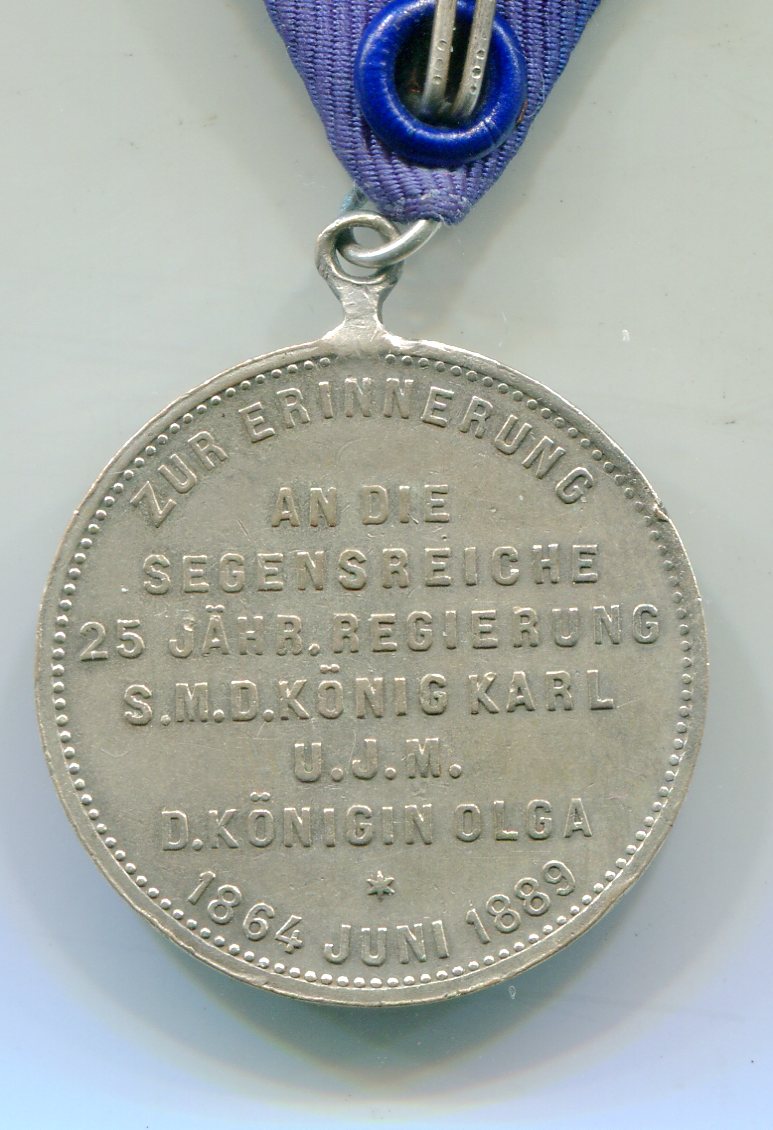 ZUR ERINNERUNG
AN DIE
SEGENSREICHE
25 JÄHR. REGIERUNG
S.M.D. KÖNIG KARL
U.J.M.
D. KÖNIGIN OLGA
1864 JUNI 1889